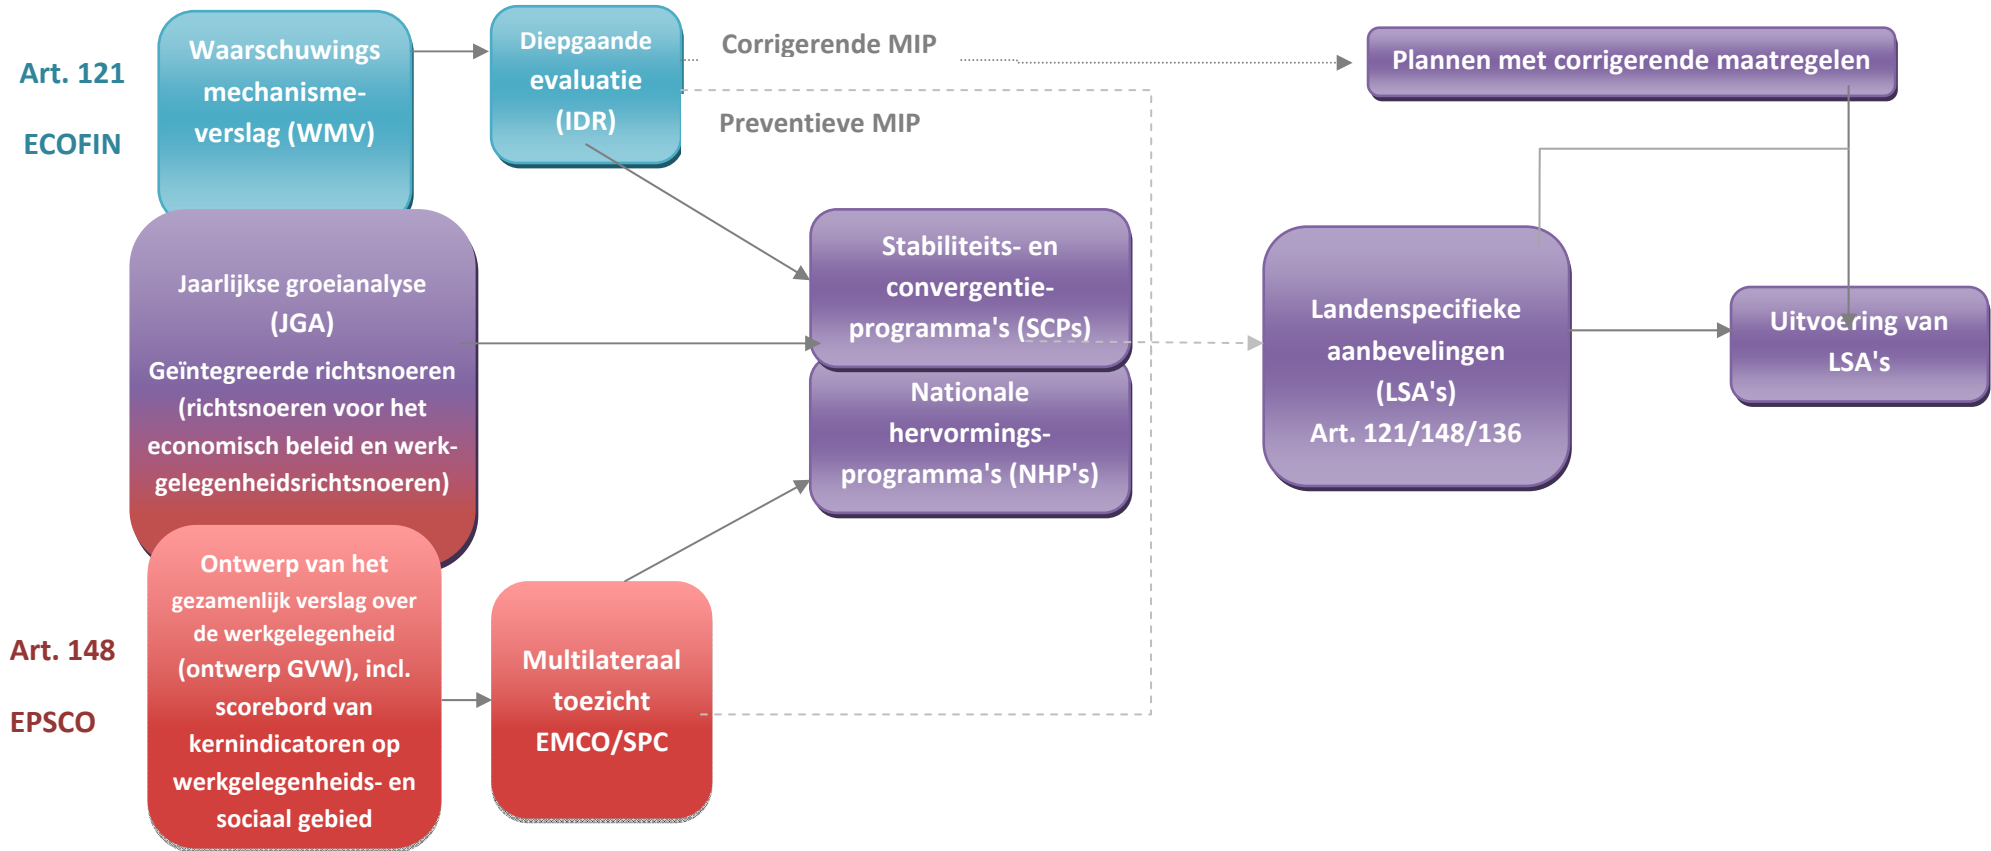 Art. 121
ECOFIN
Waarschuwings
mechanisme-
verslag (WMV)
Diepgaande
evaluatie
(IDR)
Corrigerende MIP
Preventieve MIP
Plannen met corrigerende maatregelen
Jaarlijkse groeianalyse
(JGA)
Geïntegreerde richtsnoeren
(richtsnoeren voor het
economisch beleid en werk-
gelegenheidsrichtsnoeren)
Stabiliteits- en
convergentie-
programma's (SCPs)
Nationale
hervormings-
programma's (NHP's)
Landenspecifieke
aanbevelingen
(LSA's)
Art. 121/148/136
Uitvoering van
LSA's
Art. 148
EPSCO
Ontwerp van het
gezamenlijk verslag over
de werkgelegenheid
(ontwerp GVW), incl.
scorebord van
kernindicatoren op
werkgelegenheids- en
sociaal gebied
Multilateraal
toezicht
EMCO/SPC